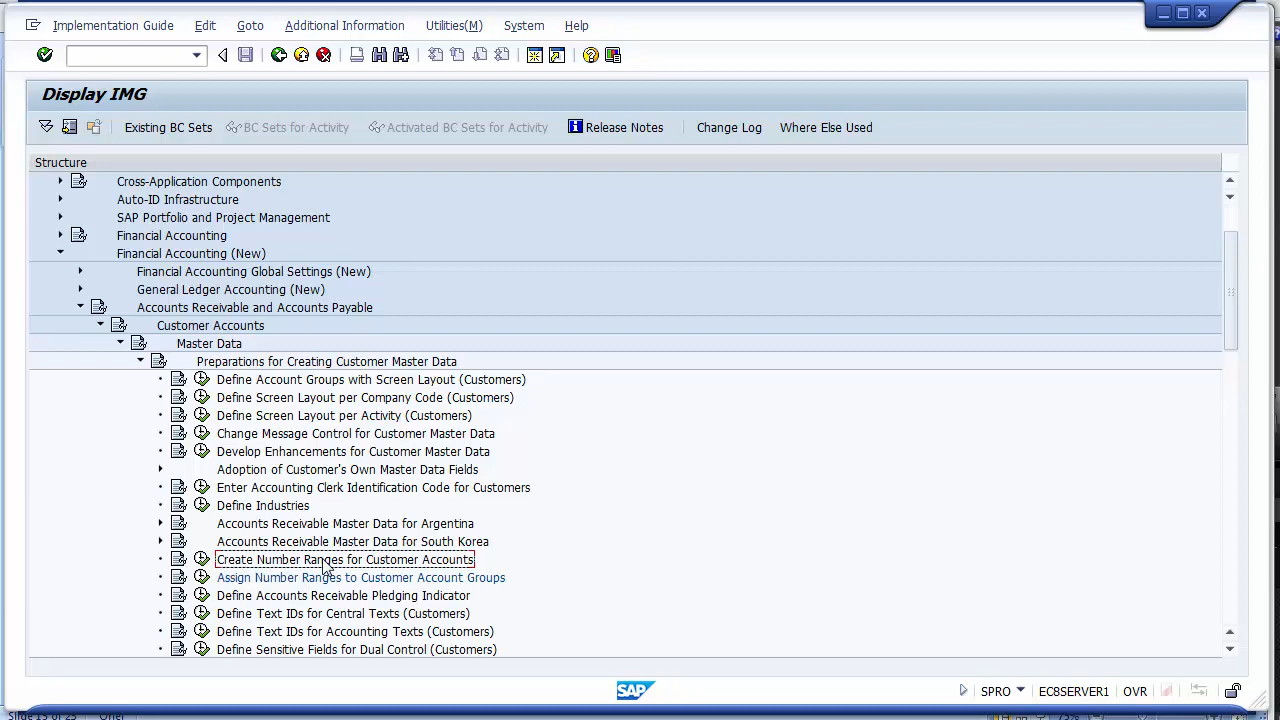 Implementation Guide Edit Goto Additional Information Utilities(M) System Help
Display IMG
Existing BC Sets BC Sets for Activity Activated BC Sets for Activity Release Notes Change Log Where Else Used
Structure
Cross-Application Components
Auto-ID Infrastructure
SAP Portfolio and Project Management
Financial Accounting
Financial Accounting (New)
Financial Accounting Global Settings (New)
General Ledger Accounting (New)
Accounts Receivable and Accounts Payable
Customer Accounts
Master Data
Preparations for Creating Customer Master Data
Define Account Groups with Screen Layout (Customers)
Define Screen Layout per Company Code (Customers)
Define Screen Layout per Activity (Customers)
Change Message Control for Customer Master Data
Develop Enhancements for Customer Master Data
Adoption of Customer's Own Master Data Fields
Enter Accounting Clerk Identification Code for Customers
Define Industries
Accounts Receivable Master Data for Argentina
Accounts Receivable Master Data for South Korea
Create Number Ranges for Customer Accounts
Assign Number Ranges to Customer Account Groups
Define Accounts Receivable Pledging Indicator
Define Text IDs for Central Texts (Customers)
Define Text IDs for Accounting Texts (Customers)
Define Sensitive Fields for Dual Control (Customers)
SAP SPRO EC8SERVER1 OVR